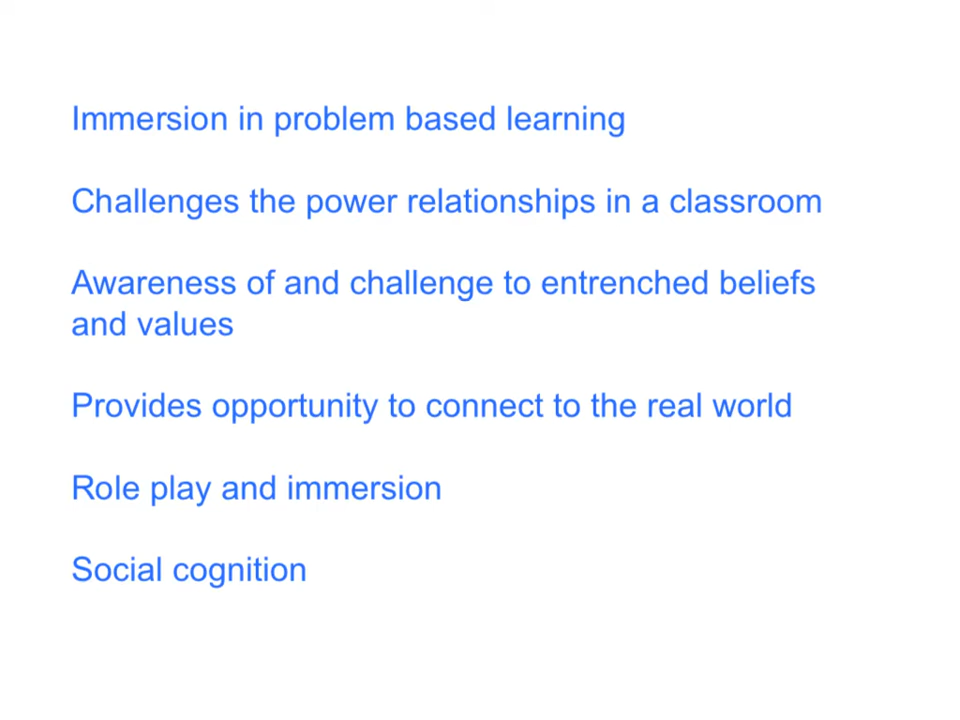 Immersion in problem based learning
Challenges the power relationships in a classroom
Awareness of and challenge to entrenched beliefs
and values
Provides opportunity to connect to the real world
Role play and immersion
Social cognition